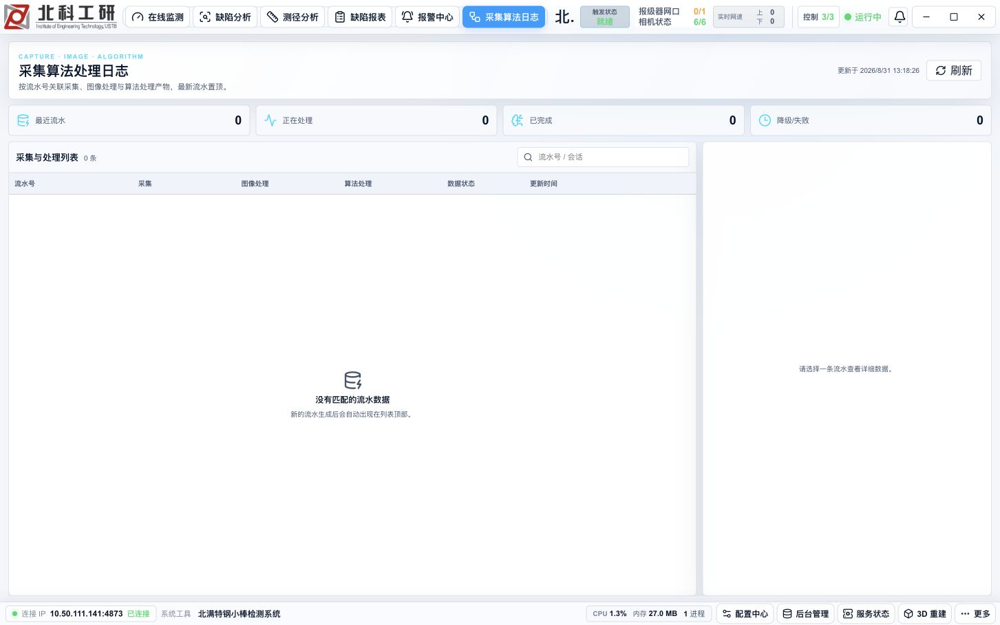 北科工研
Institute of Engineering Technology, USTB
在线监测
缺陷分析
测径分析
缺陷报表
报警中心
采集算法日志
北.
触发状态
就绪
报级器网口 0/1
相机状态 6/6
实时网速
上 0
下 0
控制 3/3
运行中
CAPTURE · IMAGE · ALGORITHM
采集算法处理日志
按流水号关联采集、图像处理与算法处理产物，最新流水置顶。
更新于 2026/8/31 13:18:26
刷新
最近流水 0
正在处理 0
已完成 0
降级/失败 0
采集与处理列表 0 条
流水号 / 会话
流水号 采集 图像处理 算法处理 数据状态 更新时间
没有匹配的流水数据
新的流水生成后会自动出现在列表顶部。
请选择一条流水查看详细数据。
连接 IP 10.50.111.141:4873 已连接
系统工具 北满特钢小棒检测系统
CPU 1.3% 内存 27.0 MB 1 进程
配置中心
后台管理
服务状态
3D 重建
··· 更多